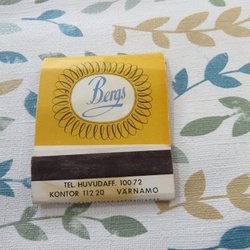 Bergs
TEL. HUVUDAFF. 100 72
KONTOR 112 20 VÄRNAMO